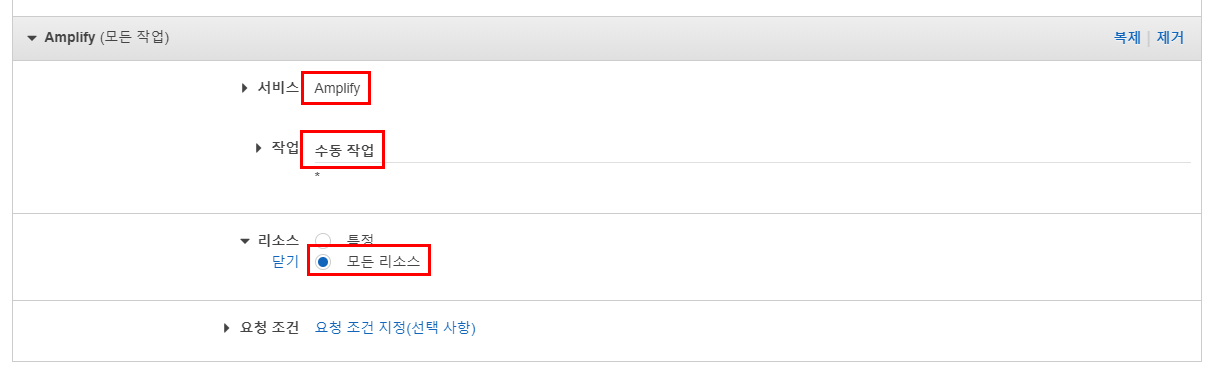 Amplify (모든 작업) 복제 | 제거
서비스 Amplify
작업 수동 작업
*
리소스 특정
닫기 모든 리소스
요청 조건 요청 조건 지정(선택 사항)